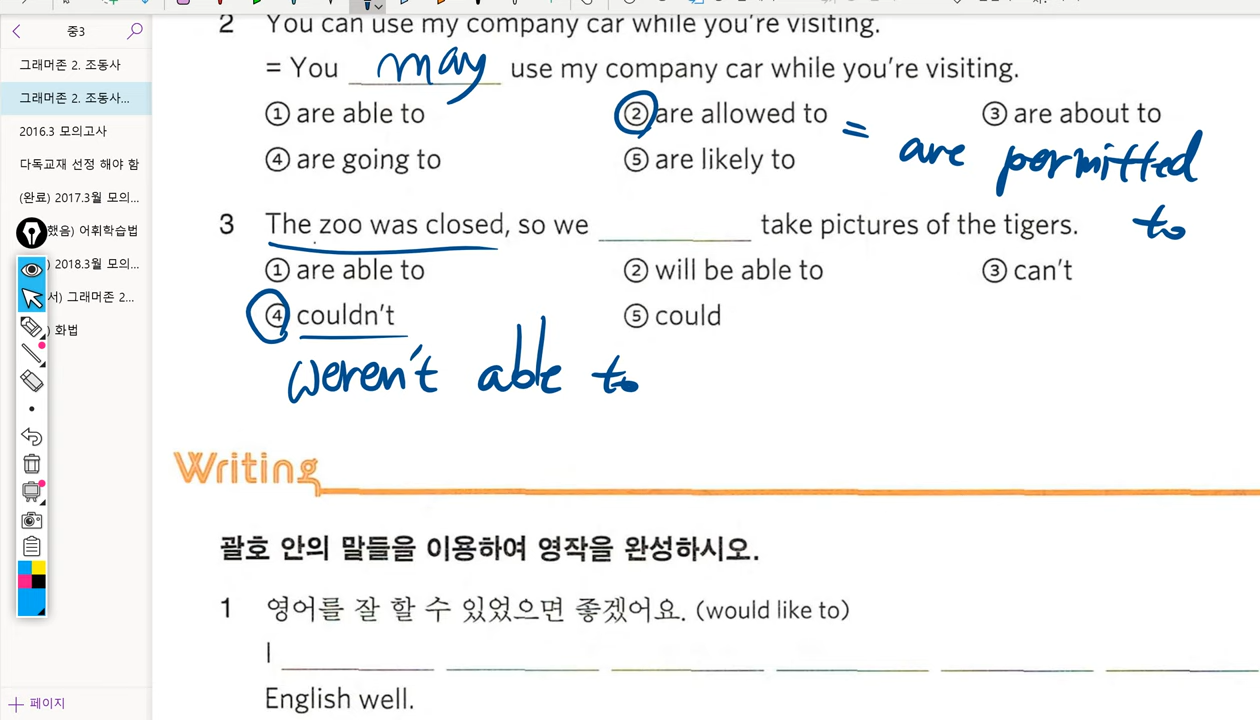 중3
그래머존 2. 조동사
그래머존 2. 조동사...
2016.3 모의고사
다독교재 선정 해야 함
(완료) 2017.3월 모의...
했음) 어휘학습법
) 2018.3월 모의...
서) 그래머존 2...
) 화법
페이지
2 You can use my company car while you're visiting.
= You may use my company car while you're visiting.
① are able to ② are allowed to ③ are about to
= are permitted to
④ are going to ⑤ are likely to
3 The zoo was closed, so we ________ take pictures of the tigers.
① are able to ② will be able to ③ can't
④ couldn't ⑤ could
weren't able to
Writing
괄호 안의 말들을 이용하여 영작을 완성하시오.
1 영어를 잘 할 수 있었으면 좋겠어요. (would like to)
I ________ ________ ________ ________ ________ ________
English well.